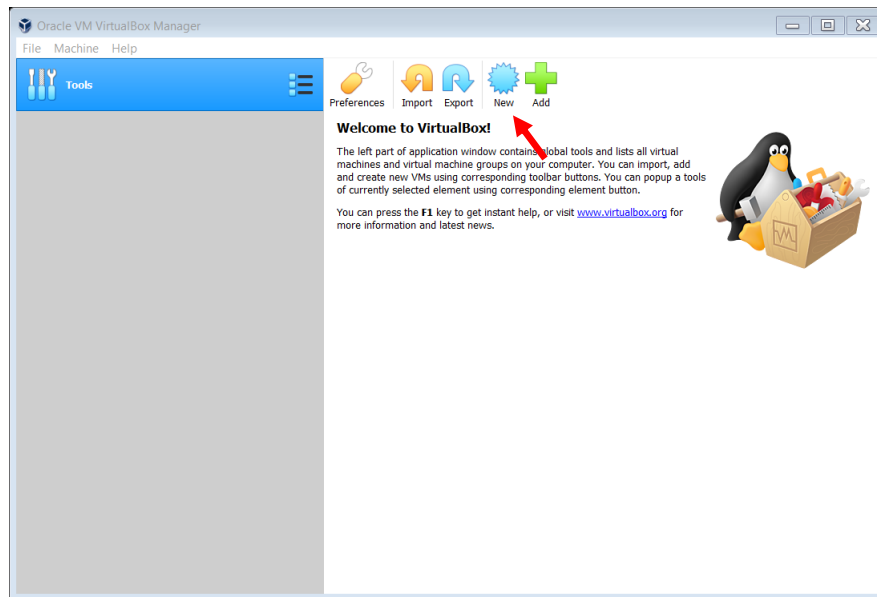 Oracle VM VirtualBox Manager
File Machine Help
Tools
Preferences Import Export New Add
Welcome to VirtualBox!
The left part of application window contains global tools and lists all virtual
machines and virtual machine groups on your computer. You can import, add
and create new VMs using corresponding toolbar buttons. You can popup a tools
of currently selected element using corresponding element button.
You can press the F1 key to get instant help, or visit www.virtualbox.org for
more information and latest news.